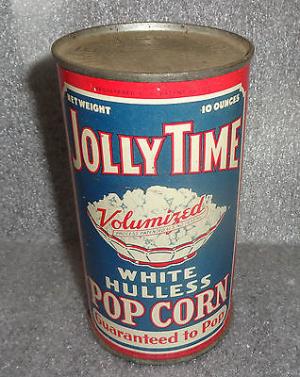 NET WEIGHT 10 OUNCES
JOLLY TIME
Volumized
WHITE
HULLESS
POP CORN
Guaranteed to Pop